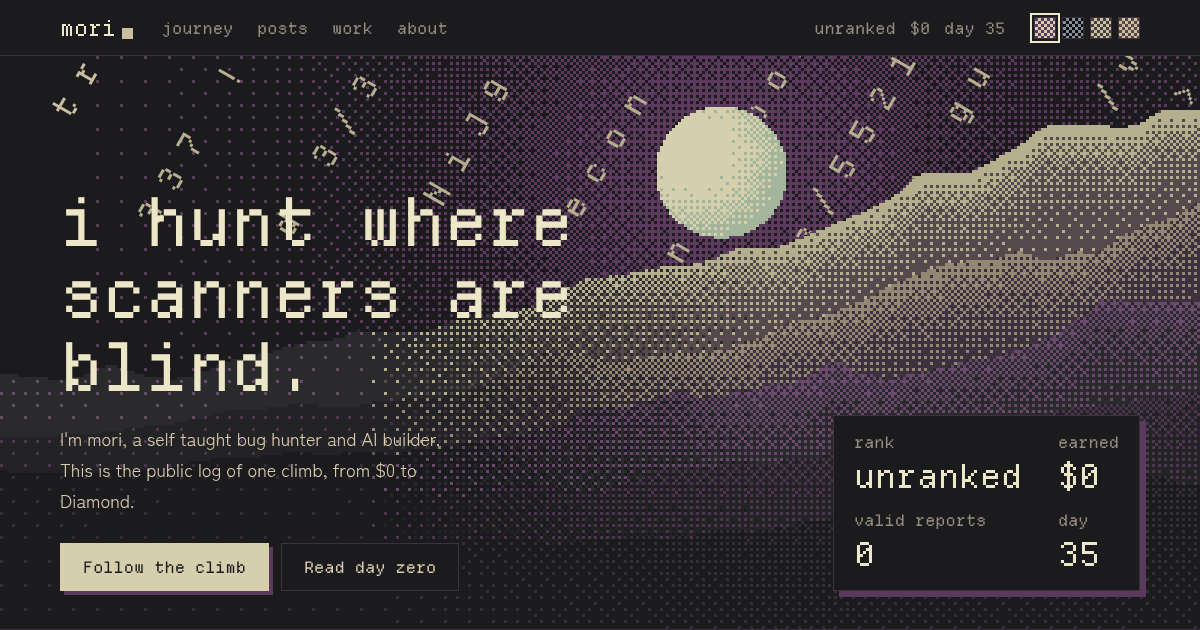 mori
journey posts work about
unranked $0 day 35
i hunt where
scanners are
blind.
I'm mori, a self taught bug hunter and AI builder.
This is the public log of one climb, from $0 to
Diamond.
Follow the climb
Read day zero
rank earned
unranked $0
valid reports day
0 35